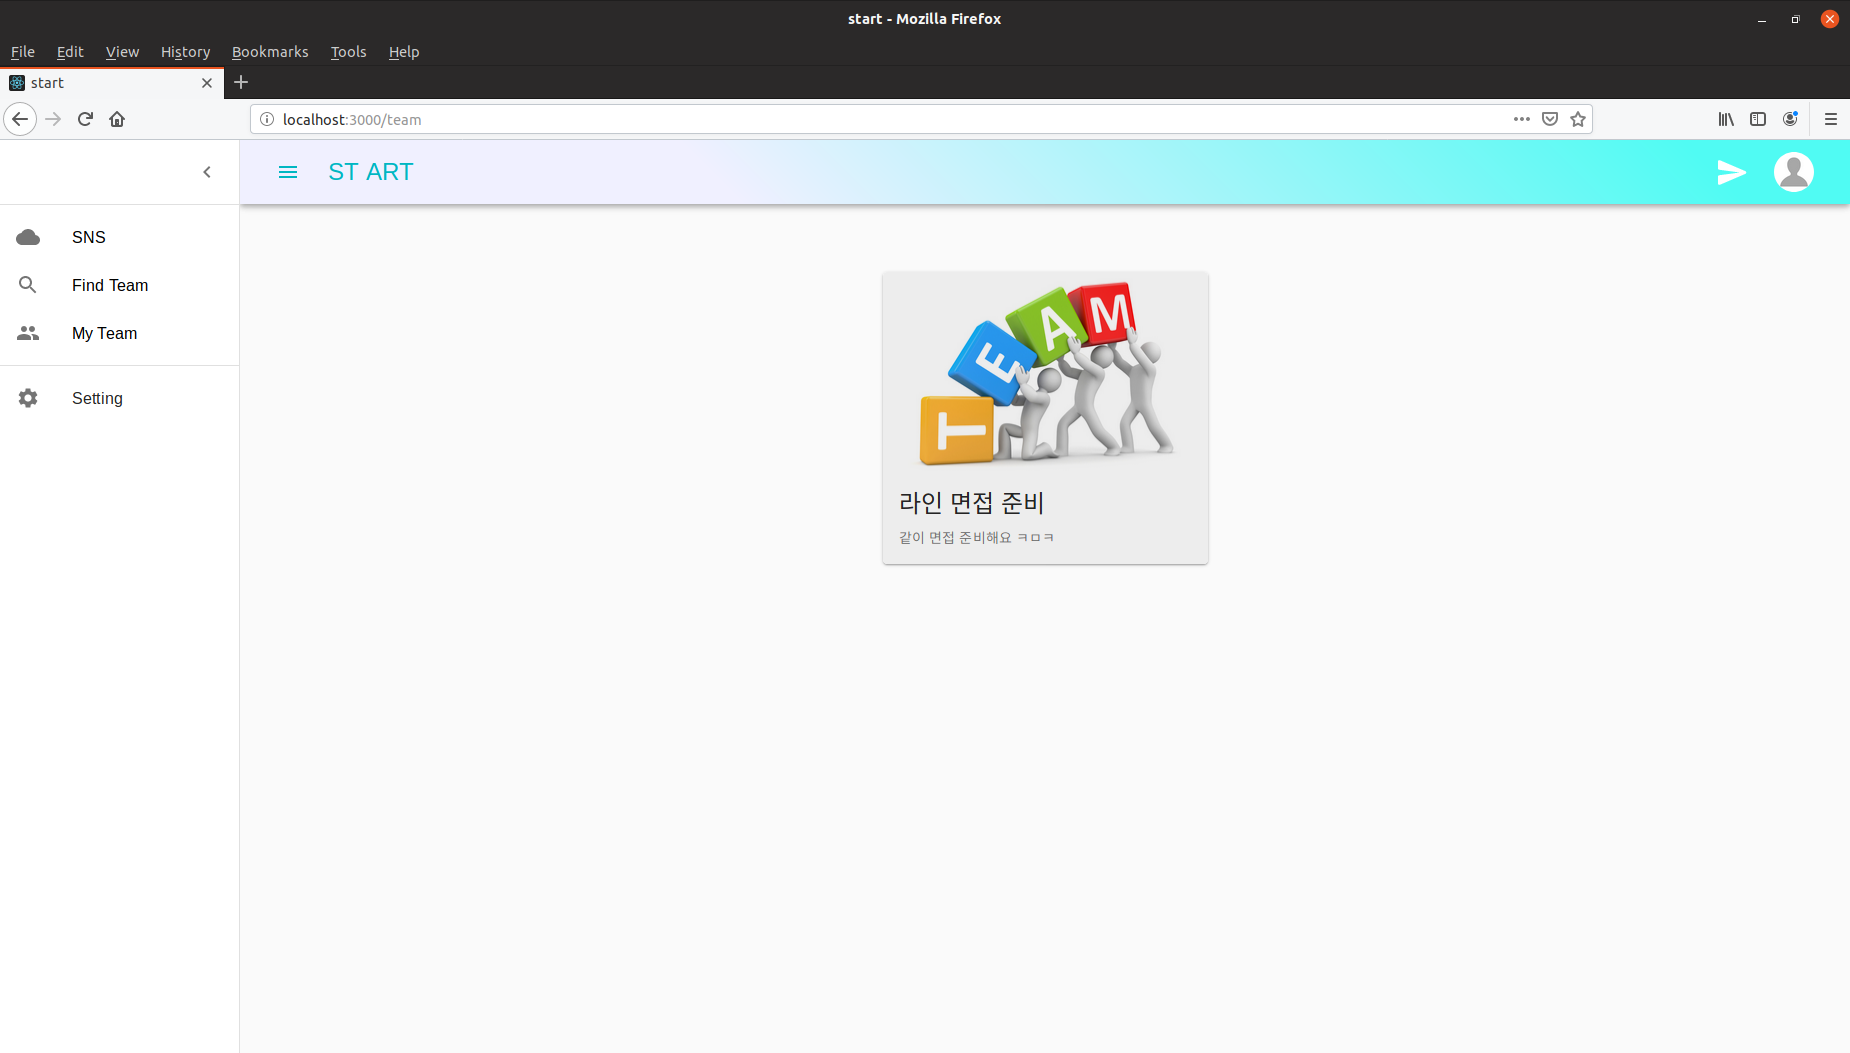 start - Mozilla Firefox
File Edit View History Bookmarks Tools Help
start
localhost:3000/team
ST ART
SNS
Find Team
My Team
Setting
TEAM
라인 면접 준비
같이 면접 준비해요 ㅋㅁㅋ